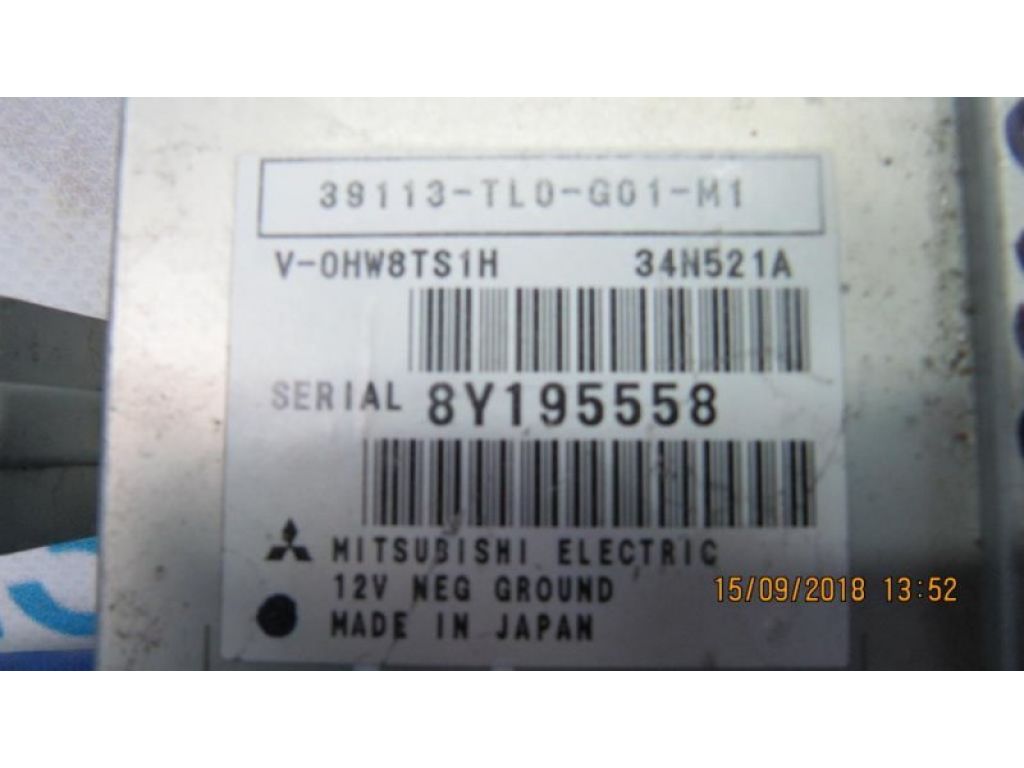 39113-TL0-G01-M1
V-0HW8TS1H 34N521A
SERIAL 8Y195558
MITSUBISHI ELECTRIC
12V NEG GROUND
MADE IN JAPAN
15/09/2018 13:52